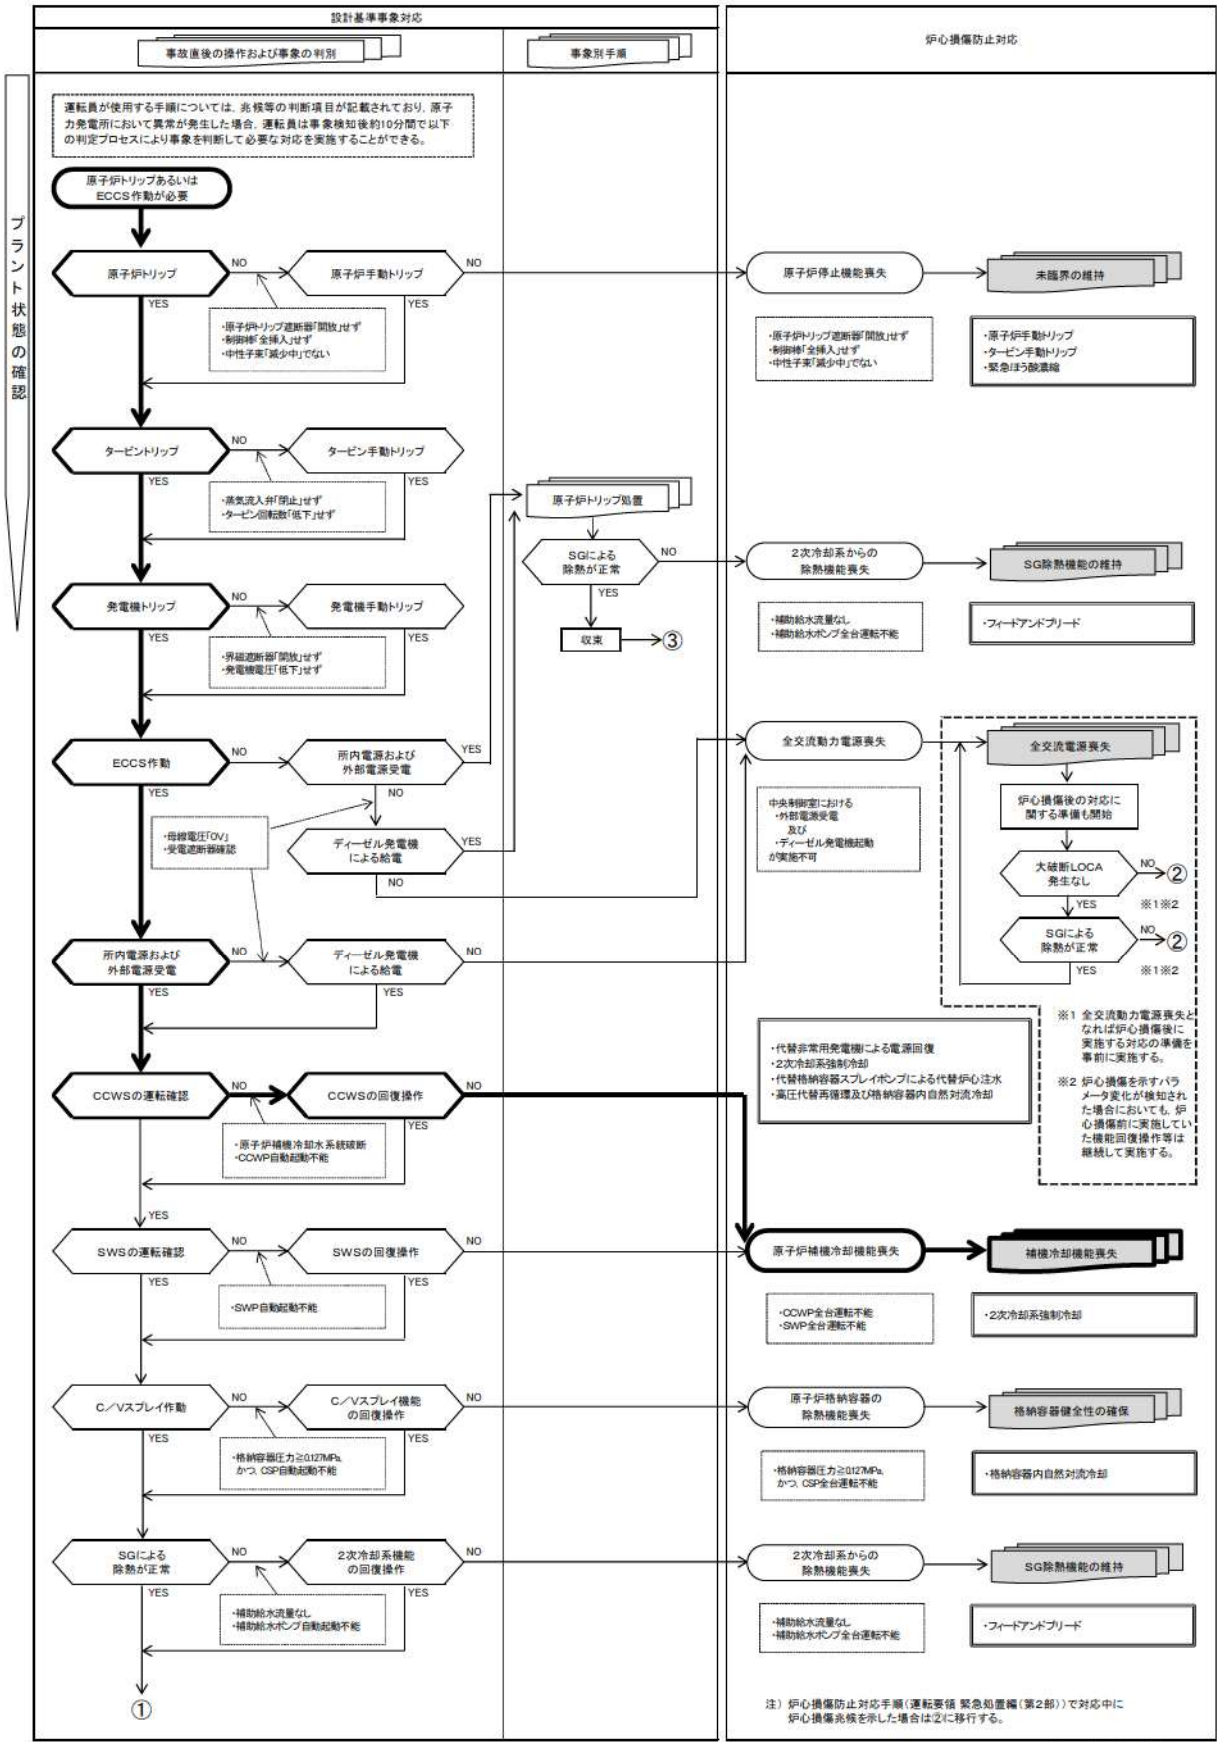 設計基準事象対応
事故直後の操作および事象の判別
事象別手順
炉心損傷防止対応
プラント状態の確認
運転員が使用する手順については、兆候等の判断項目が記載されており、原子
力発電所において異常が発生した場合、運転員は事象検知後約10分間で以下
の判定プロセスにより事象を判断して必要な対応を実施することができる。
原子炉トリップあるいは
ECCS作動が必要
原子炉トリップ
NO
YES
原子炉手動トリップ
NO
YES
・原子炉トリップ遮断器「開放」せず
・制御棒「全挿入」せず
・中性子束「減少中」でない
原子炉停止機能喪失
未臨界の維持
・原子炉トリップ遮断器「開放」せず
・制御棒「全挿入」せず
・中性子束「減少中」でない
・原子炉手動トリップ
・タービン手動トリップ
・緊急ほう酸濃縮
タービントリップ
NO
YES
タービン手動トリップ
YES
・蒸気流入弁「閉止」せず
・タービン回転数「低下」せず
原子炉トリップ処置
SGによる
除熱が正常
NO
YES
収束
③
2次冷却系からの
除熱機能喪失
SG除熱機能の維持
・補助給水流量なし
・補助給水ポンプ全台運転不能
・フィードアンドブリード
発電機トリップ
NO
YES
発電機手動トリップ
YES
・界磁遮断器「開放」せず
・発電機電圧「低下」せず
ECCS作動
NO
YES
所内電源および
外部電源受電
YES
NO
・母線電圧「0V」
・受電遮断器確認
ディーゼル発電機
による給電
YES
NO
全交流動力電源喪失
全交流電源喪失
中央制御室における
・外部電源受電
及び
・ディーゼル発電機起動
が実施不可
炉心損傷後の対応に
関する準備も開始
大破断LOCA
発生なし
NO
②
YES
※1※2
SGによる
除熱が正常
NO
②
YES
※1※2
所内電源および
外部電源受電
NO
YES
ディーゼル発電機
による給電
NO
YES
・代替非常用発電機による電源回復
・2次冷却系強制冷却
・代替格納容器スプレイポンプによる代替炉心注水
・高圧代替再循環及び格納容器内自然対流冷却
※1 全交流動力電源喪失と
なれば炉心損傷後に
実施する対応の準備を
事前に実施する。
※2 炉心損傷を示すパラ
メータ変化が検知され
た場合においても、炉
心損傷前に実施してい
た機能回復操作等は
継続して実施する。
CCWSの運転確認
NO
YES
CCWSの回復操作
NO
YES
・原子炉補機冷却水系統破断
・CCWP自動起動不能
SWSの運転確認
NO
YES
SWSの回復操作
NO
YES
・SWP自動起動不能
原子炉補機冷却機能喪失
補機冷却機能喪失
・CCWP全台運転不能
・SWP全台運転不能
・2次冷却系強制冷却
C/Vスプレイ作動
NO
YES
C/Vスプレイ機能
の回復操作
NO
YES
・格納容器圧力≧0.127MPa、
かつ、CSP自動起動不能
原子炉格納容器の
除熱機能喪失
格納容器健全性の確保
・格納容器圧力≧0.127MPa、
かつ、CSP全台運転不能
・格納容器内自然対流冷却
SGによる
除熱が正常
NO
YES
2次冷却系機能
の回復操作
NO
YES
・補助給水流量なし
・補助給水ポンプ自動起動不能
2次冷却系からの
除熱機能喪失
SG除熱機能の維持
・補助給水流量なし
・補助給水ポンプ全台運転不能
・フィードアンドブリード
①
注) 炉心損傷防止対応手順(運転要領 緊急処置編(第2部))で対応中に
炉心損傷兆候を示した場合は②に移行する。